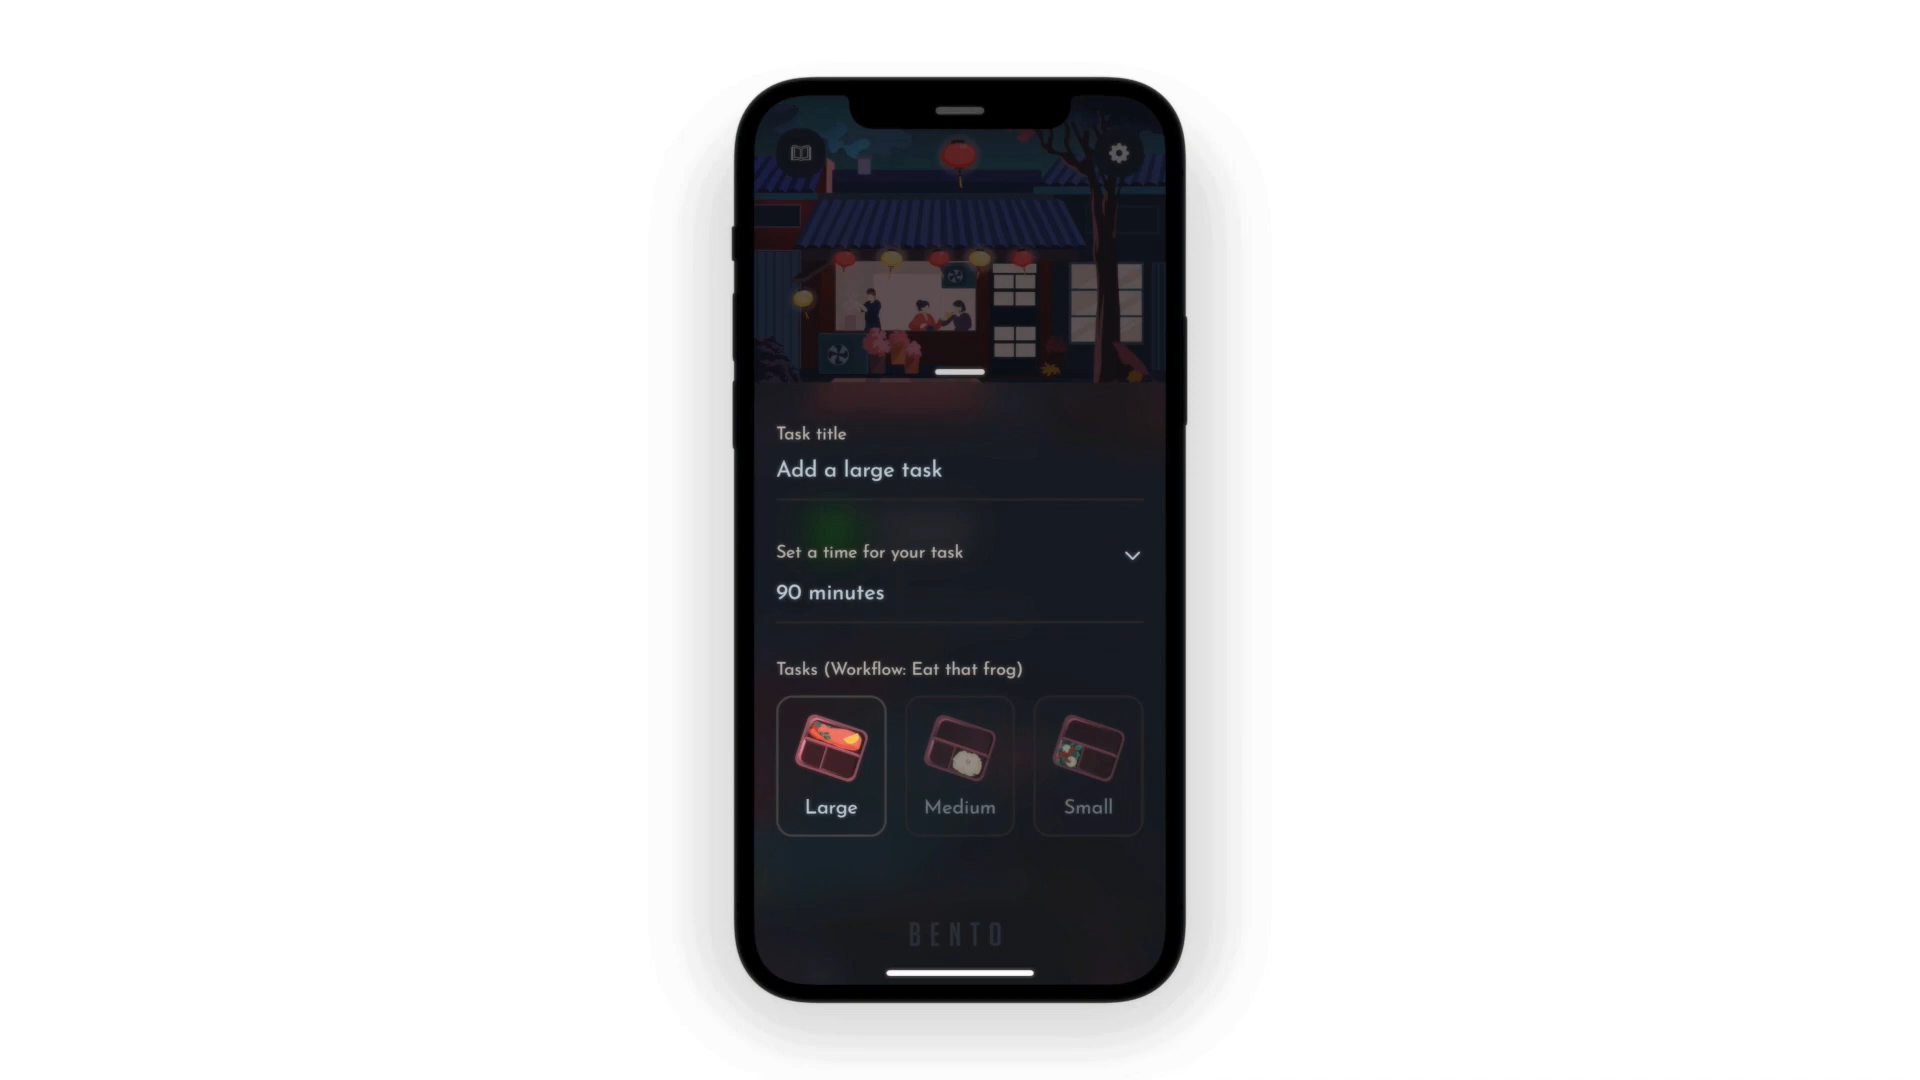 Task title
Add a large task
Set a time for your task
90 minutes
Tasks (Workflow: Eat that frog)
Large
Medium
Small
BENTO